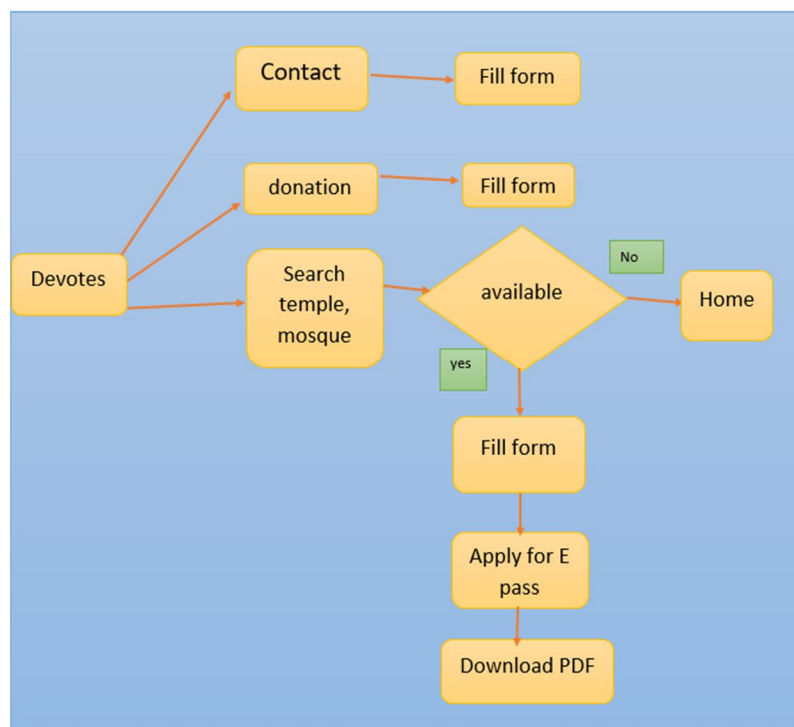 Contact
Fill form
donation
Fill form
Devotes
Search
temple,
mosque
available
No
Home
yes
Fill form
Apply for E
pass
Download PDF